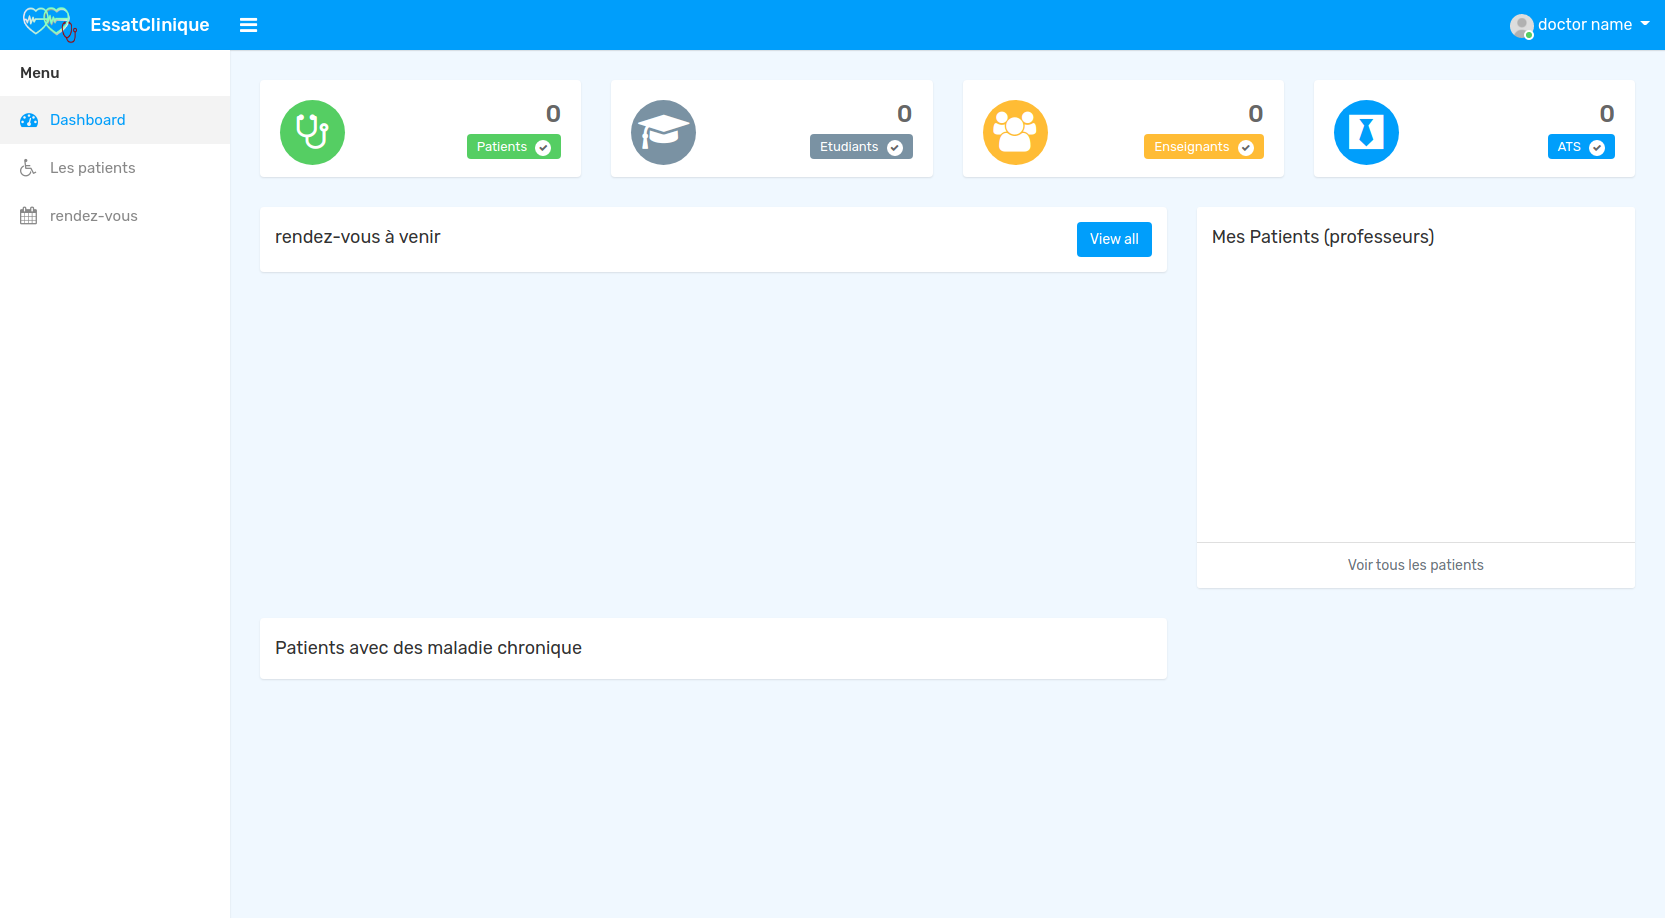 EssatClinique
doctor name
Menu
Dashboard
Les patients
rendez-vous
0
Patients
0
Etudiants
0
Enseignants
0
ATS
rendez-vous à venir
View all
Mes Patients (professeurs)
Voir tous les patients
Patients avec des maladie chronique